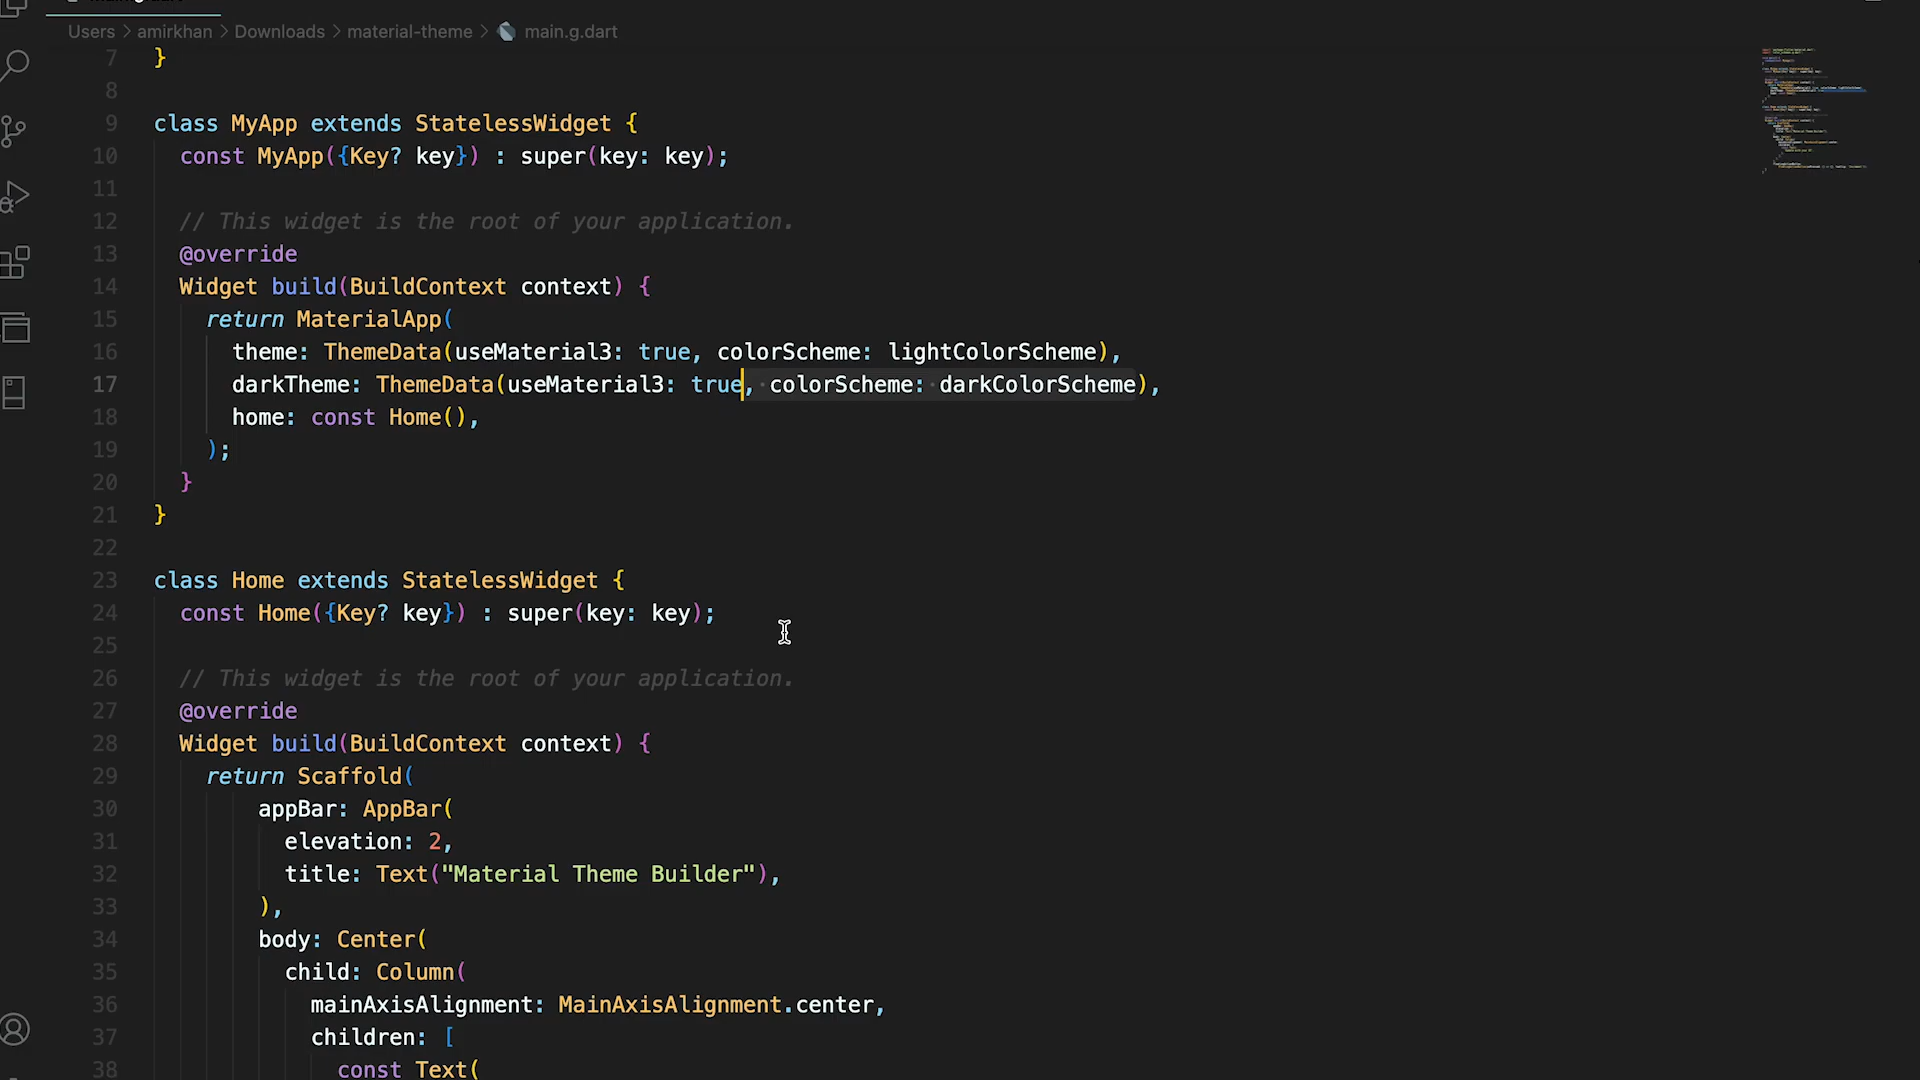 Users > amirkhan > Downloads > material-theme > main.g.dart
7 }
8
9 class MyApp extends StatelessWidget {
10 const MyApp({Key? key}) : super(key: key);
11
12 // This widget is the root of your application.
13 @override
14 Widget build(BuildContext context) {
15 return MaterialApp(
16 theme: ThemeData(useMaterial3: true, colorScheme: lightColorScheme),
17 darkTheme: ThemeData(useMaterial3: true, colorScheme: darkColorScheme),
18 home: const Home(),
19 );
20 }
21 }
22
23 class Home extends StatelessWidget {
24 const Home({Key? key}) : super(key: key);
25
26 // This widget is the root of your application.
27 @override
28 Widget build(BuildContext context) {
29 return Scaffold(
30 appBar: AppBar(
31 elevation: 2,
32 title: Text("Material Theme Builder"),
33 ),
34 body: Center(
35 child: Column(
36 mainAxisAlignment: MainAxisAlignment.center,
37 children: [
38 const Text(